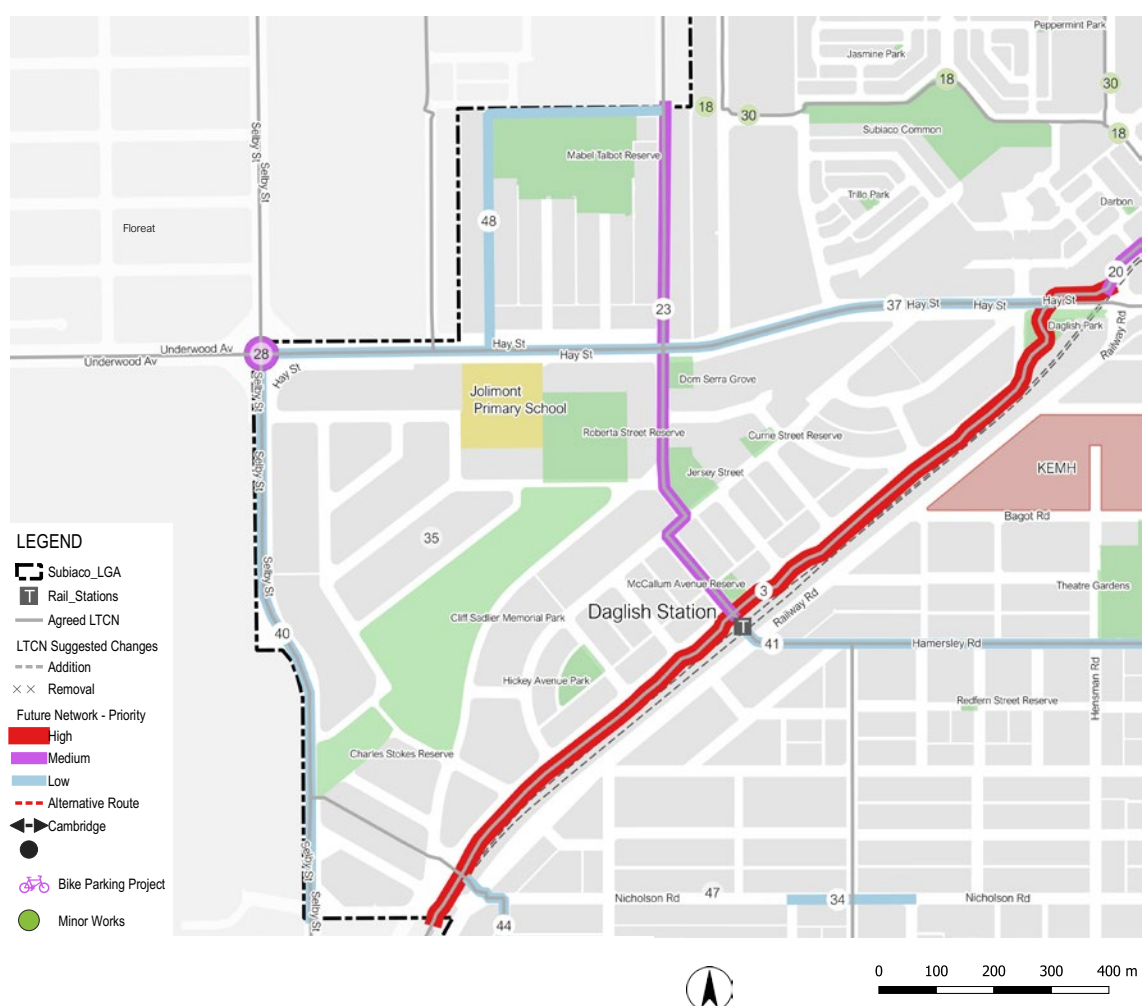 Peppermint Park
Jasmine Park
18
30
18
30
18
Subiaco Common
Mabel Talbot Reserve
Selby St
Selby St
Trillo Park
Darbon
Floreat
48
20
23
37
Hay St
Hay St
Hay St
Daglish Park
Railway Rd
Underwood Av
Underwood Av
28
Hay St
Hay St
Hay St
Selby St
Dom Serra Grove
Jolimont
Primary School
Roberta Street Reserve
Currie Street Reserve
Selby St
Jersey Street
KEMH
Bagot Rd
35
Selby St
McCallum Avenue Reserve
3
Theatre Gardens
Daglish Station
T
Railway Rd
Cliff Sadlier Memorial Park
40
41
Hamersley Rd
Hickey Avenue Park
Redfern Street Reserve
Hensman Rd
Charles Stokes Reserve
Selby St
Selby St
Nicholson Rd
47
34
Nicholson Rd
44
LEGEND
Subiaco_LGA
T Rail_Stations
Agreed LTCN
LTCN Suggested Changes
Addition
Removal
Future Network - Priority
High
Medium
Low
Alternative Route
Cambridge
Bike Parking Project
Minor Works
0 100 200 300 400 m